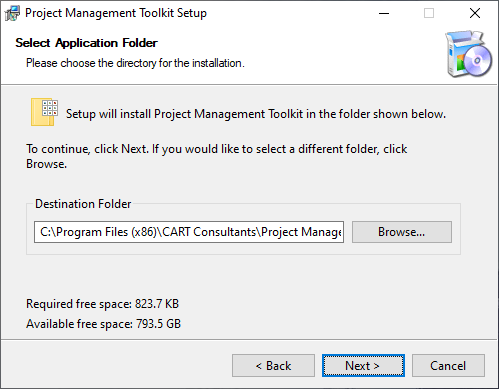 Project Management Toolkit Setup
Select Application Folder
Please choose the directory for the installation.
Setup will install Project Management Toolkit in the folder shown below.
To continue, click Next. If you would like to select a different folder, click
Browse.
Destination Folder
C:\Program Files (x86)\CART Consultants\Project Manage
Browse...
Required free space: 823.7 KB
Available free space: 793.5 GB
< Back
Next >
Cancel